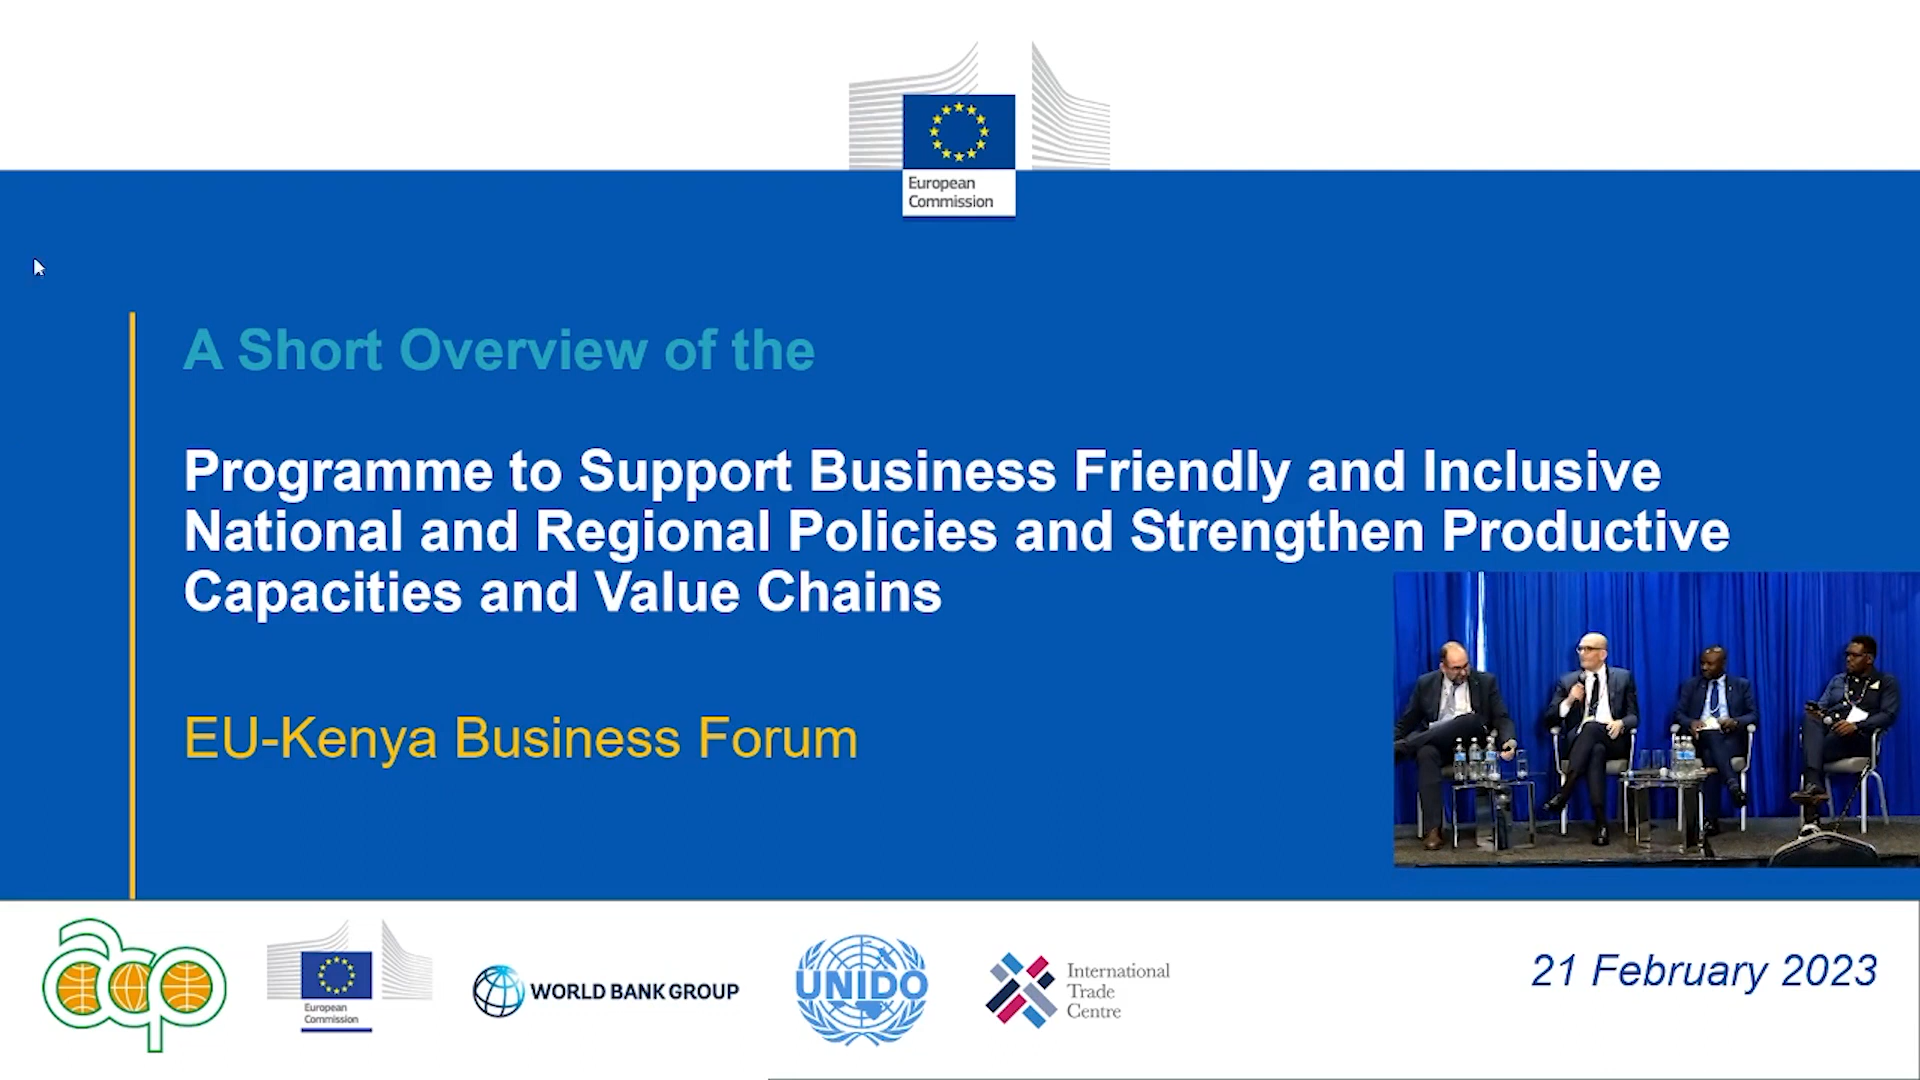 European
Commission
A Short Overview of the
Programme to Support Business Friendly and Inclusive
National and Regional Policies and Strengthen Productive
Capacities and Value Chains
EU-Kenya Business Forum
acp
European
Commission
WORLD BANK GROUP
UNIDO
International
Trade
Centre
21 February 2023